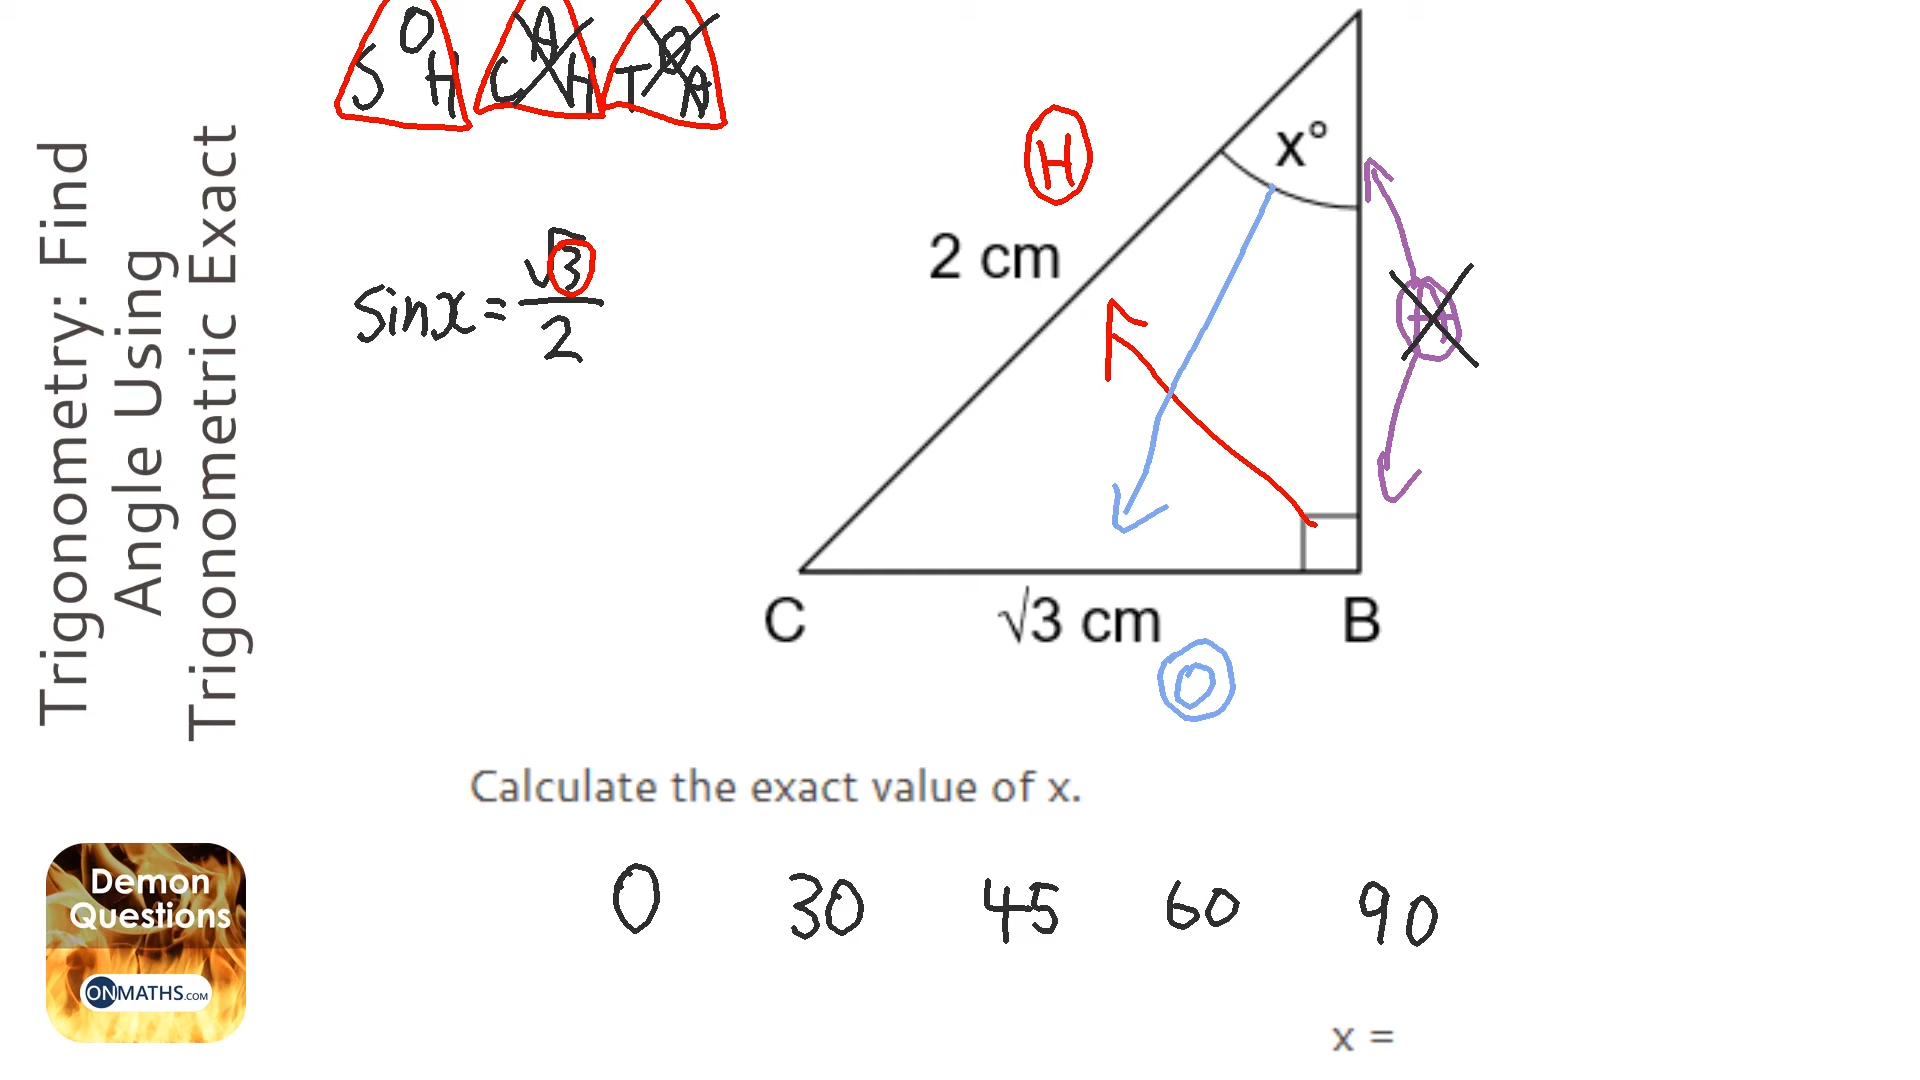 Trigonometry: Find
Angle Using
Trigonometric Exact
S O H
C A H
T O A
H
x°
2 cm
A
sin x = √3/2
C
√3 cm
B
O
Calculate the exact value of x.
0 30 45 60 90
Demon
Questions
ONMATHS.COM
x =